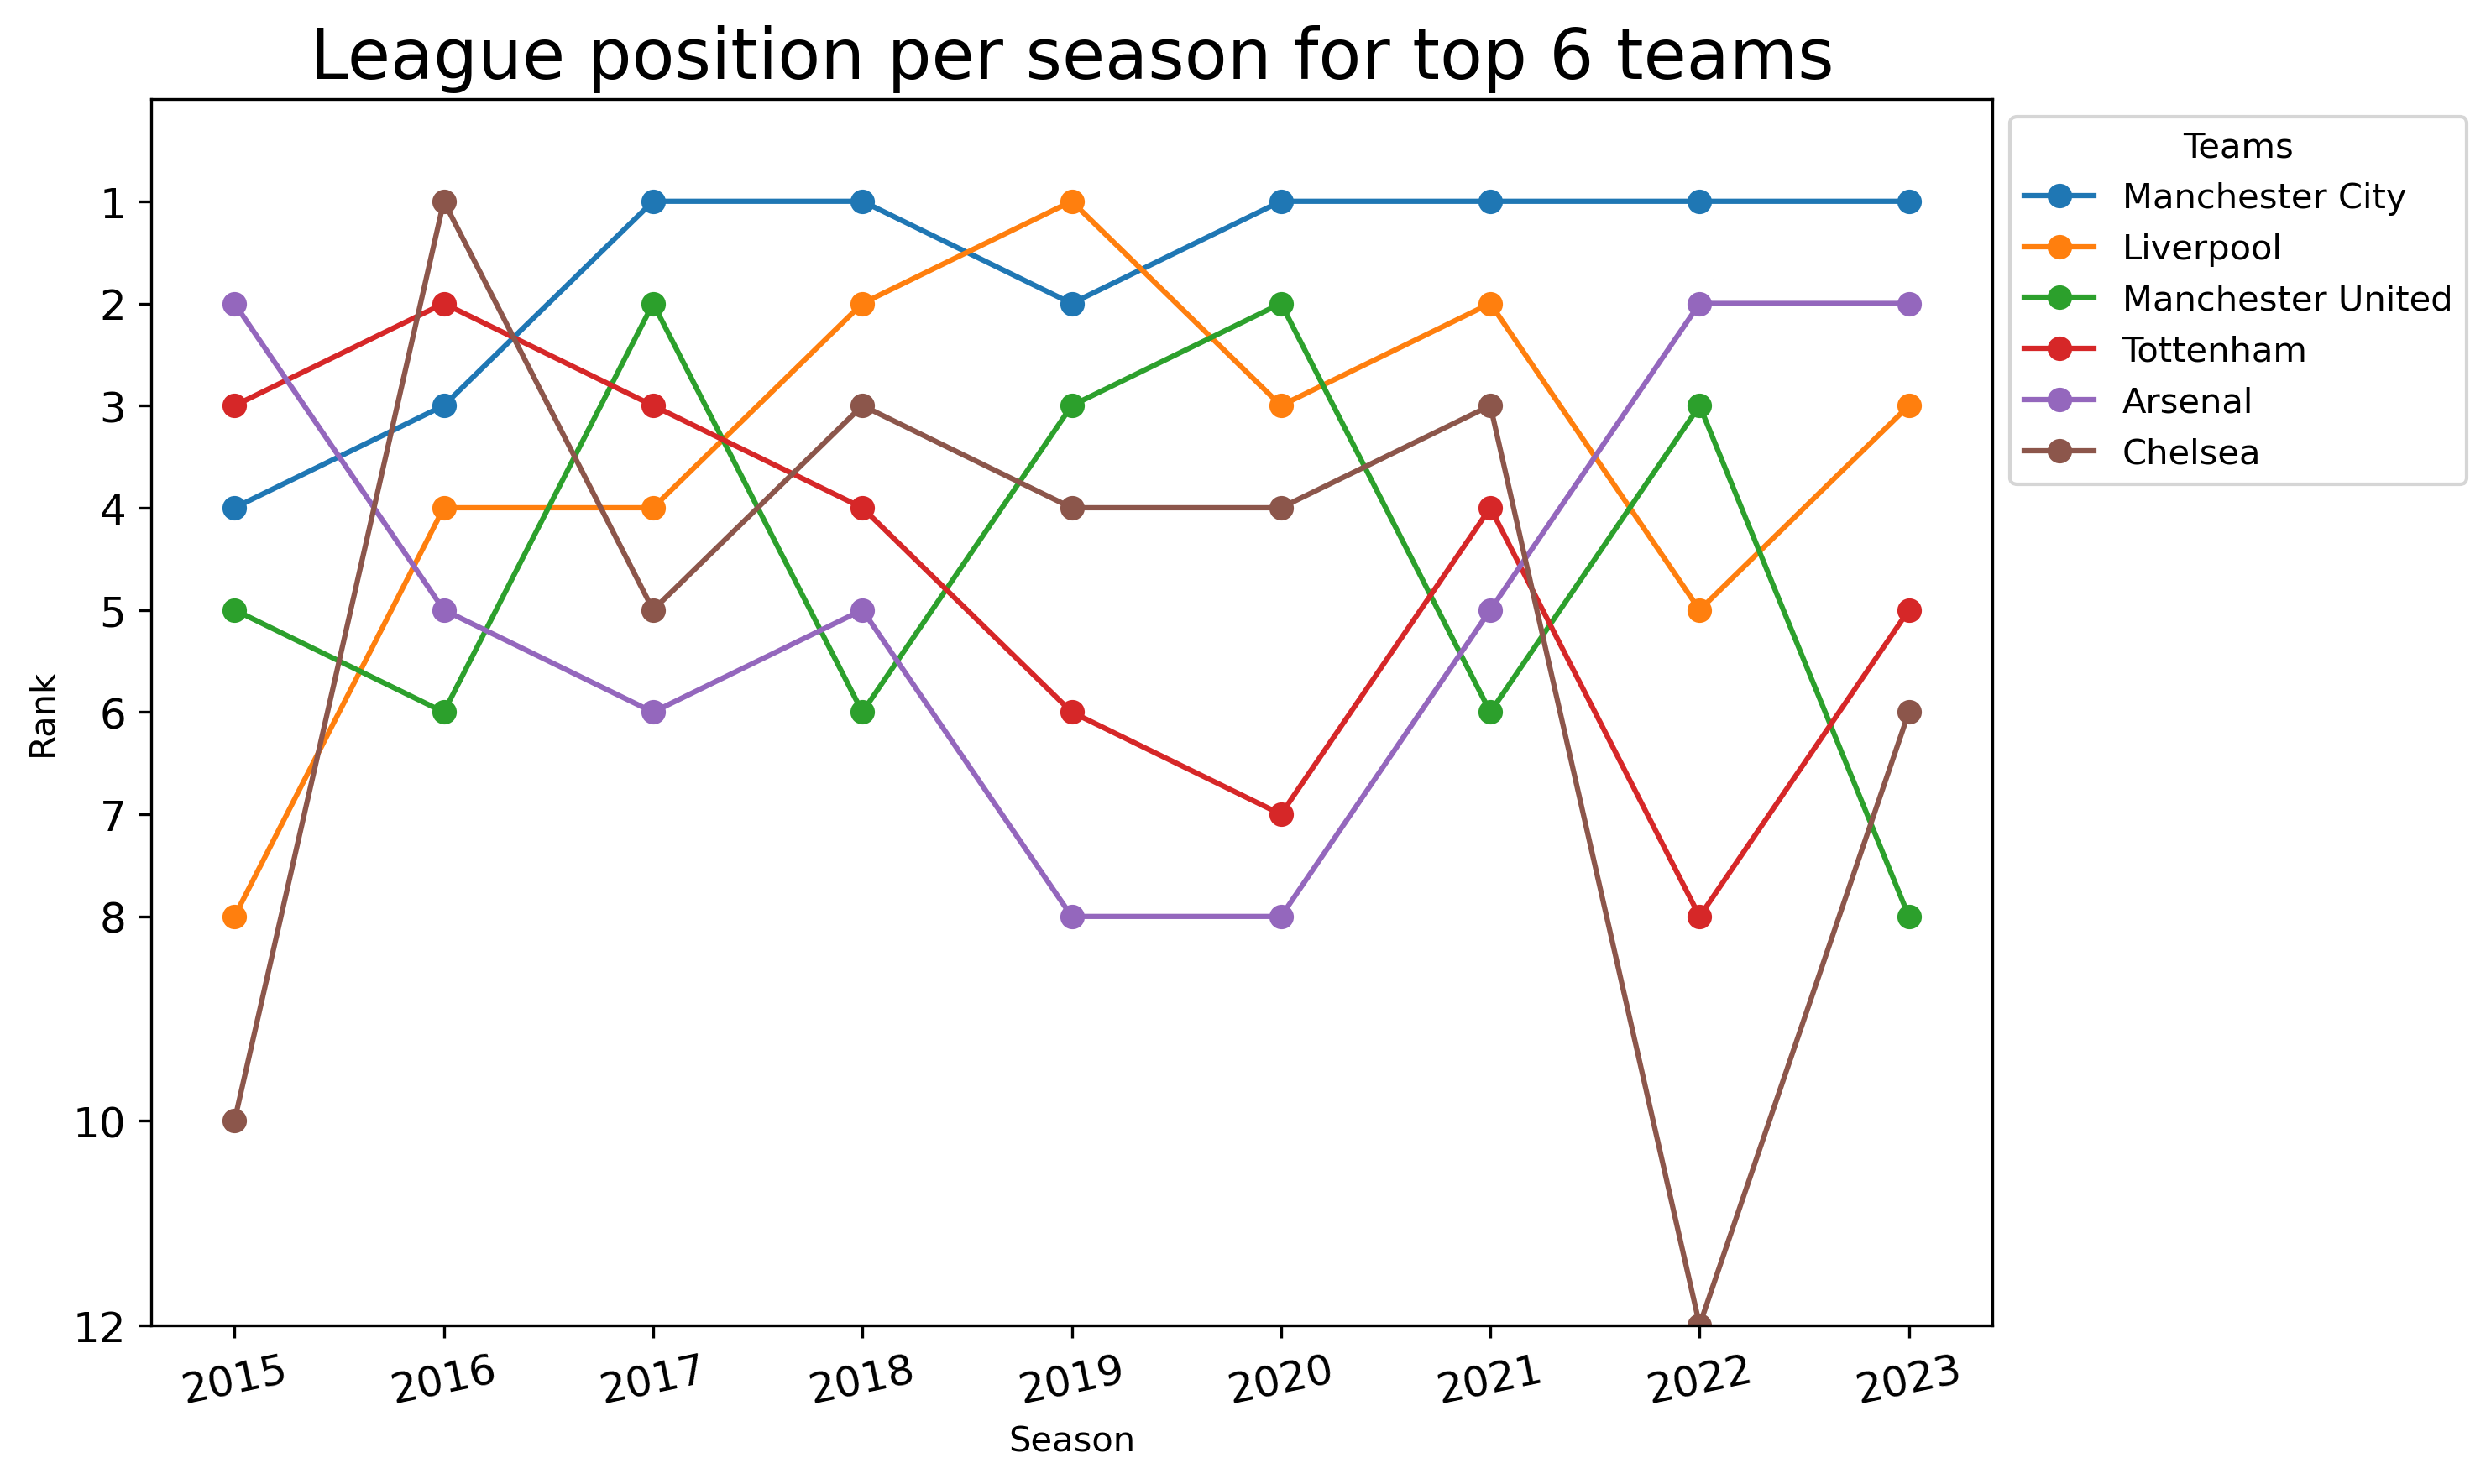 League position per season for top 6 teams
Teams
Manchester City
Liverpool
Manchester United
Tottenham
Arsenal
Chelsea
Rank
1
2
3
4
5
6
7
8
10
12
2015
2016
2017
2018
2019
2020
2021
2022
2023
Season